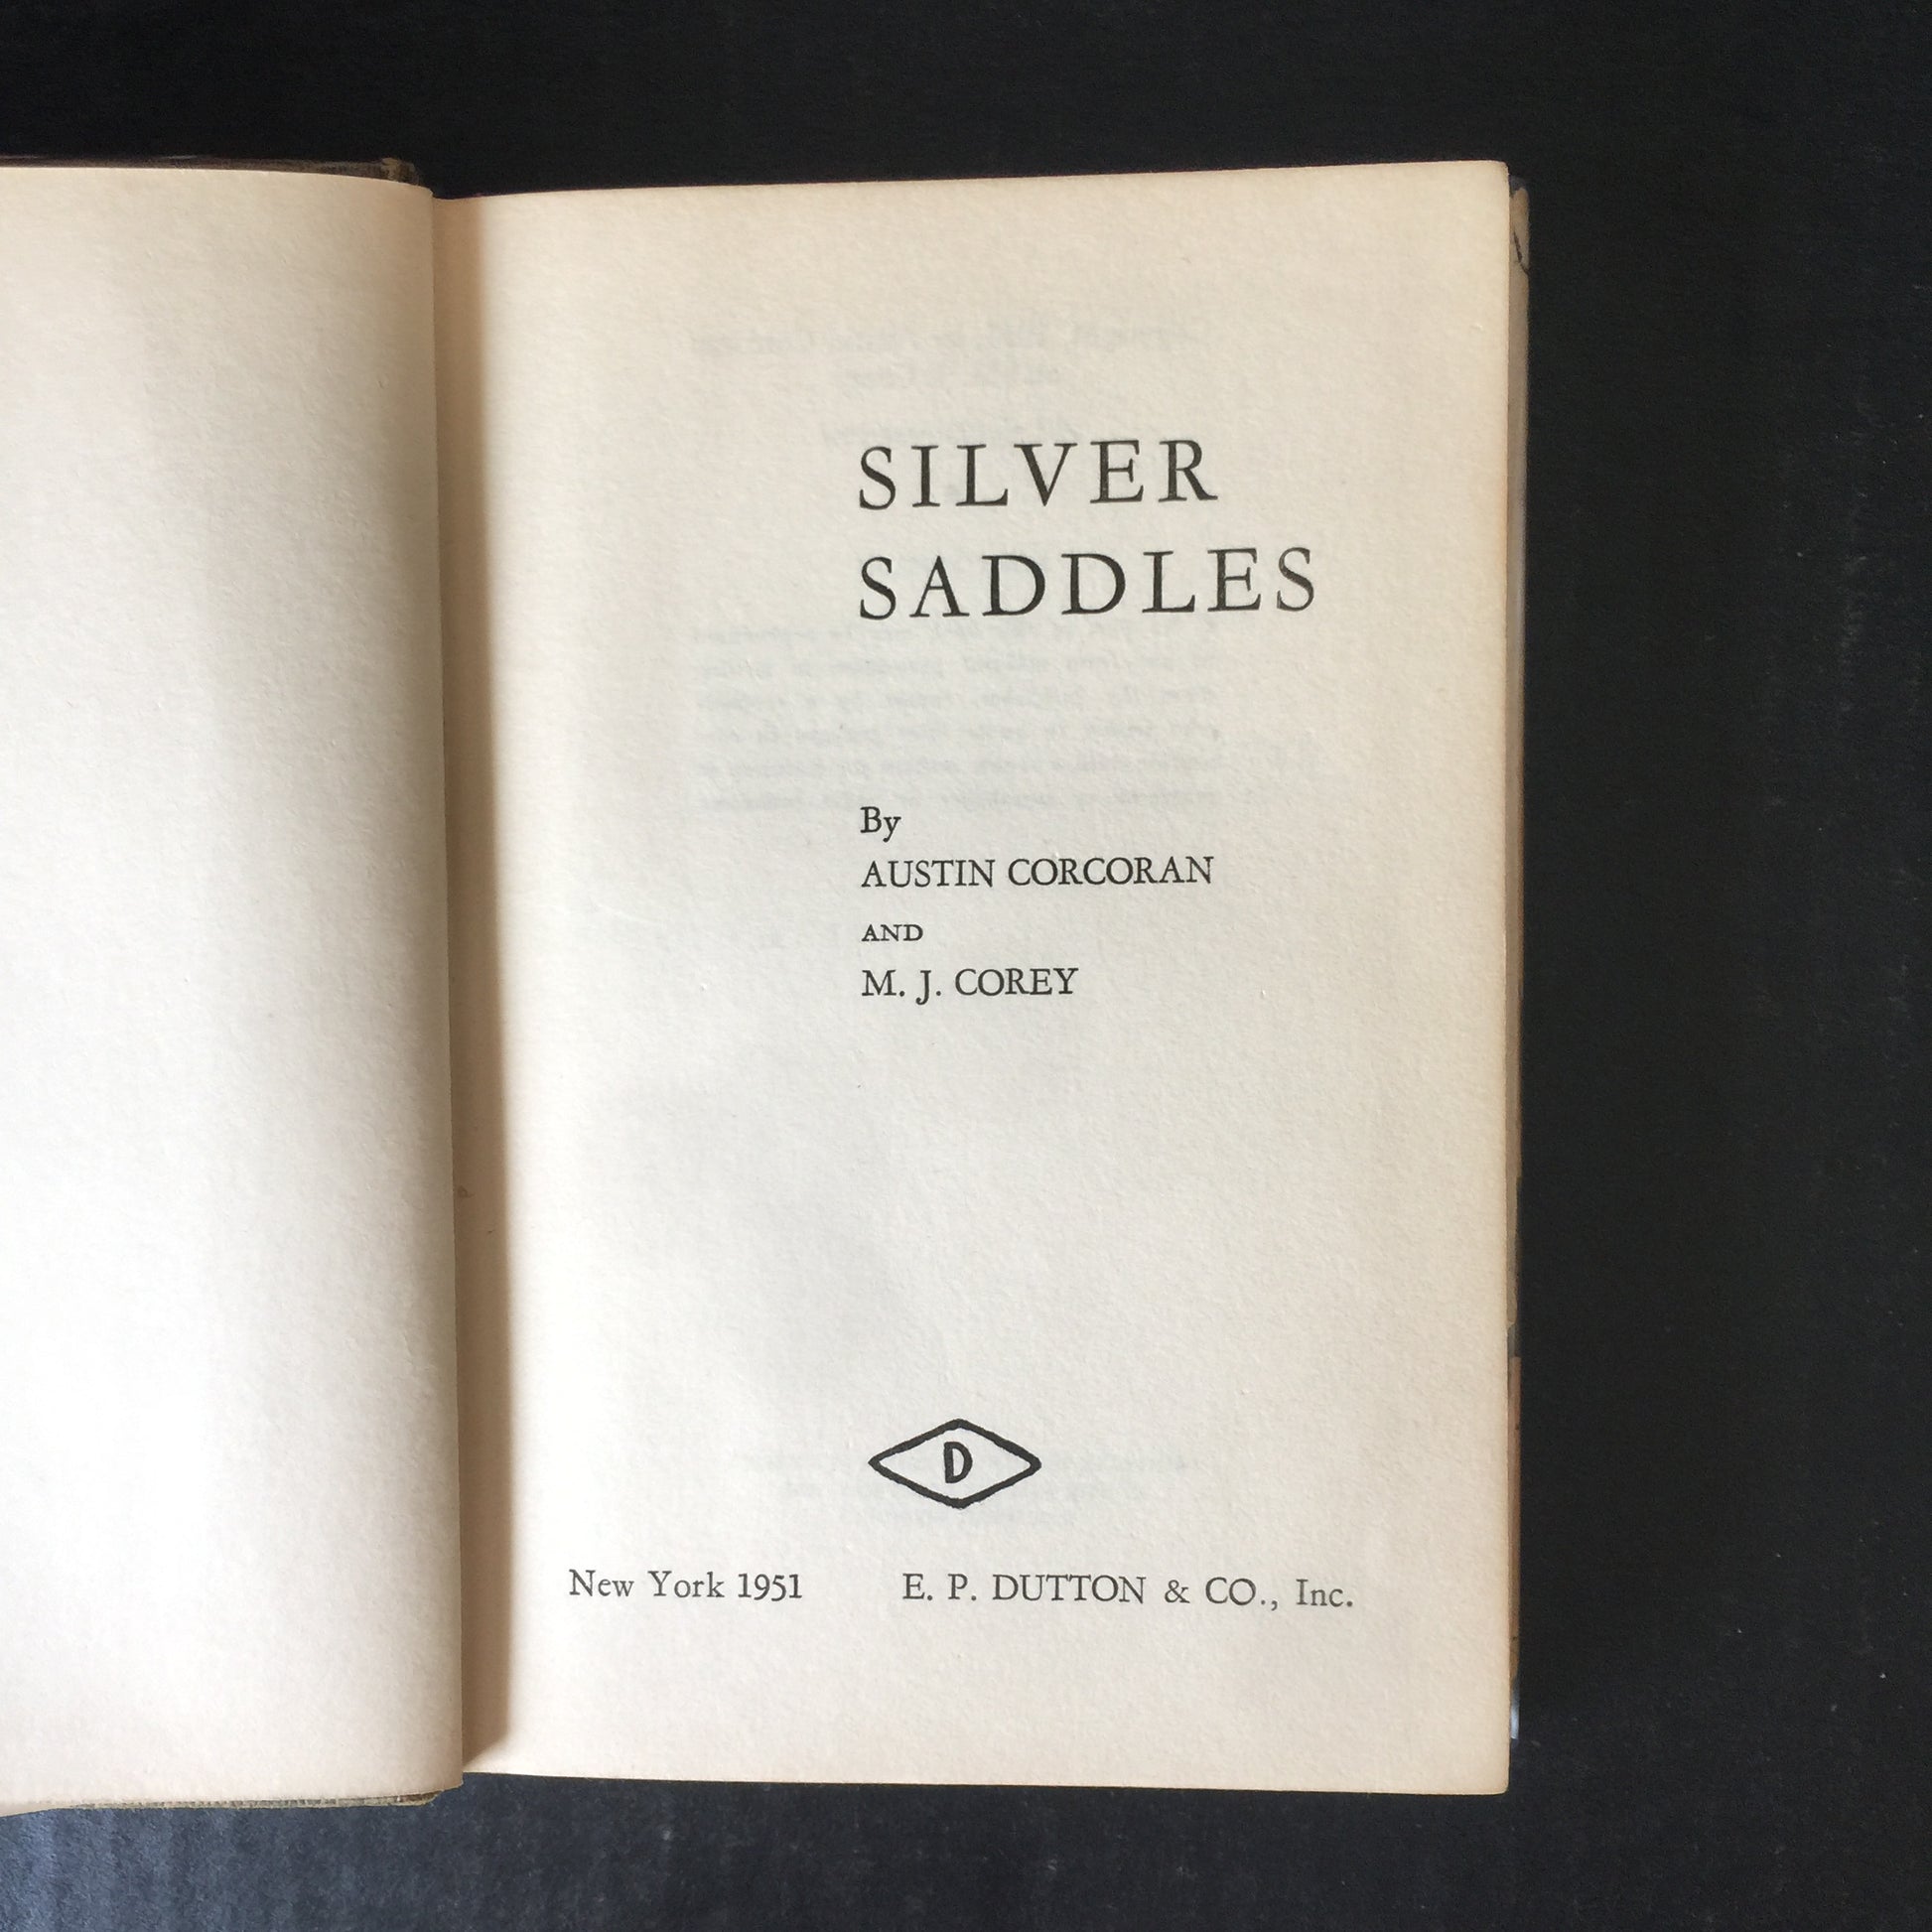 SILVER
SADDLES
By
AUSTIN CORCORAN
AND
M. J. COREY
D
New York 1951 E. P. DUTTON & CO., Inc.